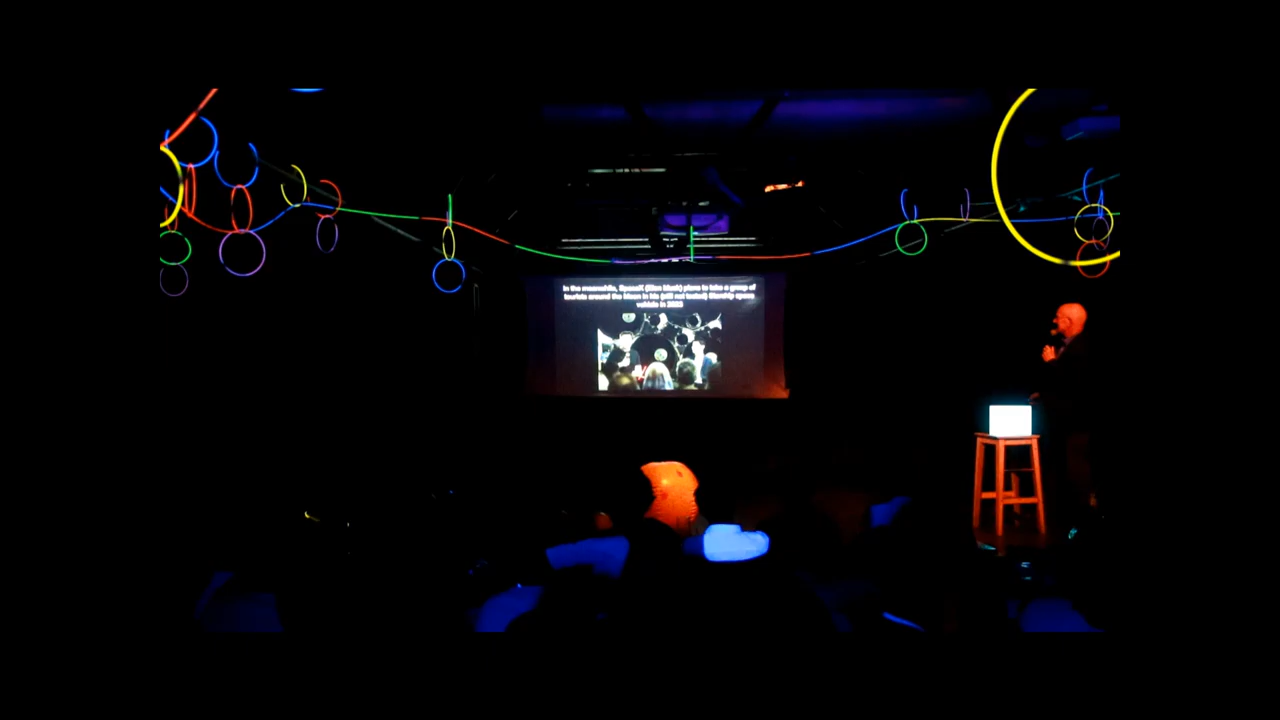 In the meanwhile, SpaceX (Elon Musk) plans to take a group of
tourists around the Moon in his (still not tested) Starship space
vehicle in 2023